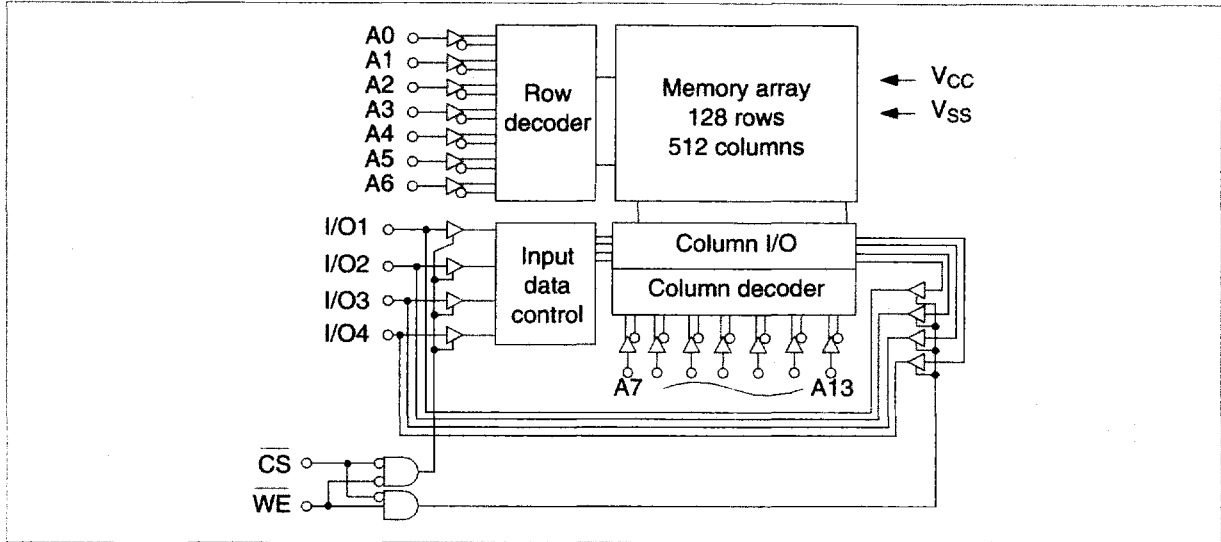 A0
A1
A2
A3
A4
A5
A6
Row
decoder
Memory array
128 rows
512 columns
VCC
VSS
I/O1
I/O2
I/O3
I/O4
Input
data
control
Column I/O
Column decoder
A7
A13
CS
WE